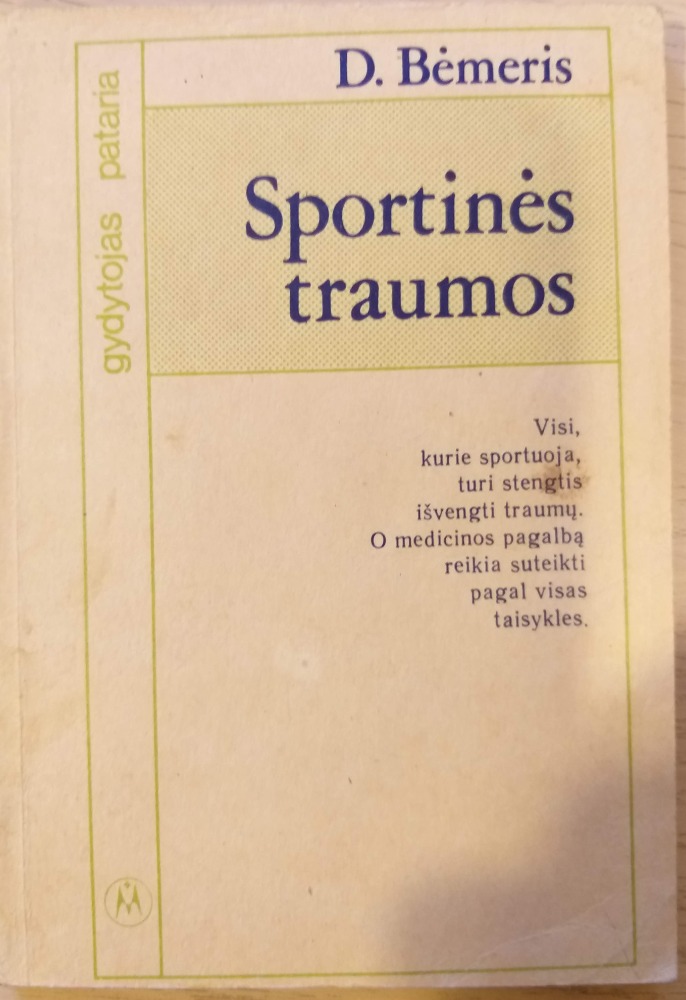 D. Bėmeris
gydytojas pataria
Sportinės
traumos
Visi,
kurie sportuoja,
turi stengtis
išvengti traumų.
O medicinos pagalbą
reikia suteikti
pagal visas
taisykles.